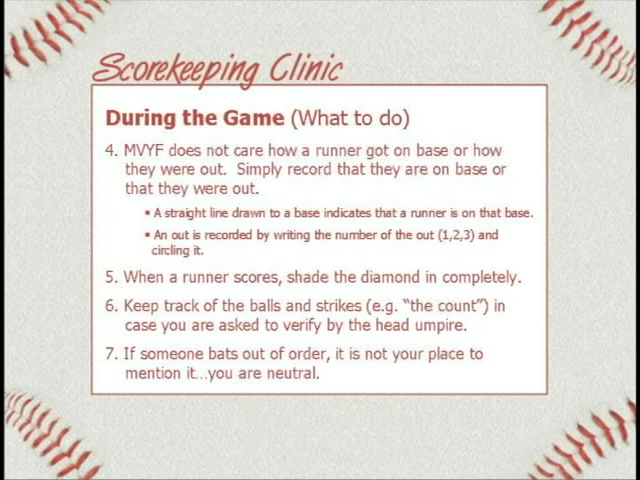 Scorekeeping Clinic
During the Game (What to do)
4. MVYF does not care how a runner got on base or how
they were out. Simply record that they are on base or
that they were out.
▪ A straight line drawn to a base indicates that a runner is on that base.
▪ An out is recorded by writing the number of the out (1,2,3) and
circling it.
5. When a runner scores, shade the diamond in completely.
6. Keep track of the balls and strikes (e.g. “the count”) in
case you are asked to verify by the head umpire.
7. If someone bats out of order, it is not your place to
mention it…you are neutral.